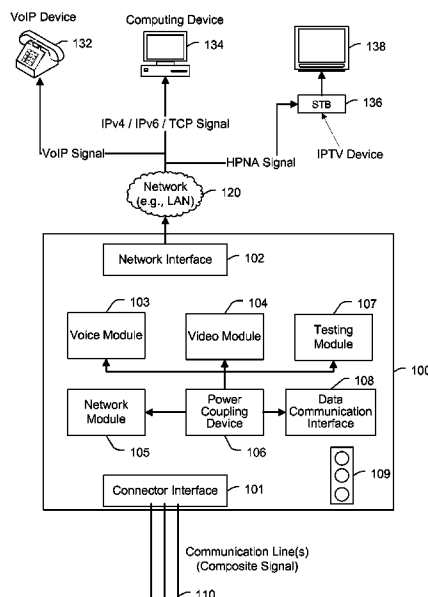 VoIP Device
132
Computing Device
134
138
STB
136
IPTV Device
IPv4 / IPv6 / TCP Signal
VoIP Signal
HPNA Signal
Network
(e.g., LAN)
120
Network Interface
102
103
Voice Module
104
Video Module
107
Testing
Module
100
Network
Module
105
Power
Coupling
Device
106
108
Data
Communication
Interface
109
Connector Interface
101
Communication Line(s)
(Composite Signal)
110